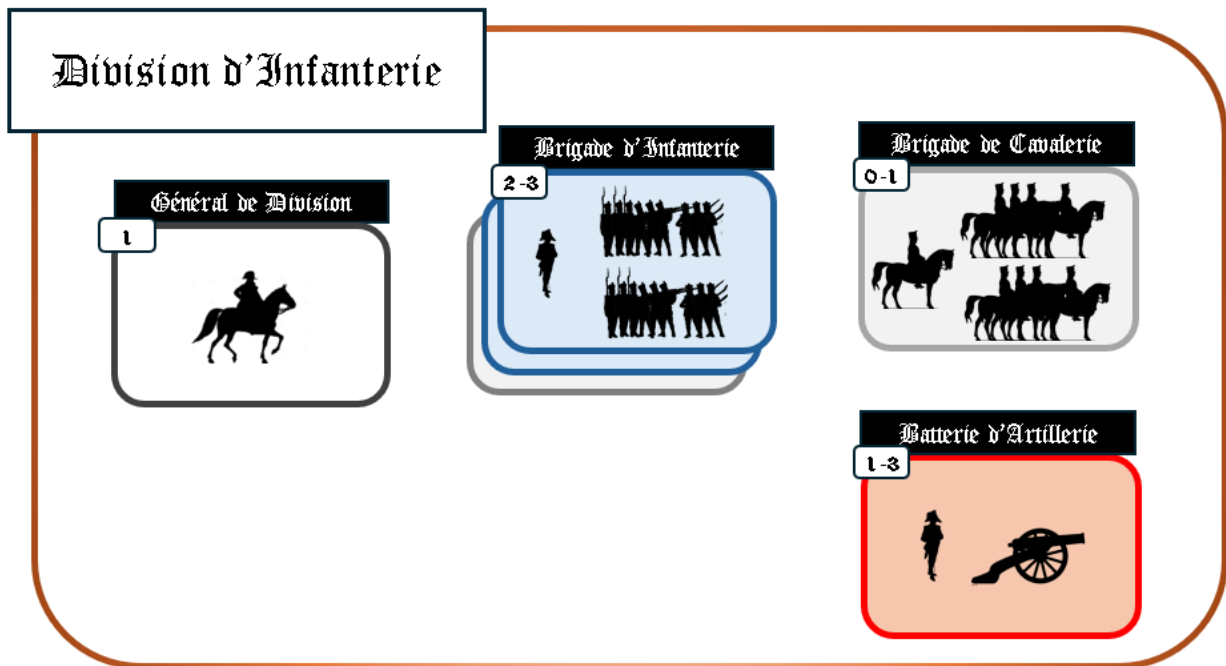 Division d'Infanterie
Général de Division
1
Brigade d'Infanterie
2-3
Brigade de Cavalerie
0-1
Batterie d'Artillerie
1-3